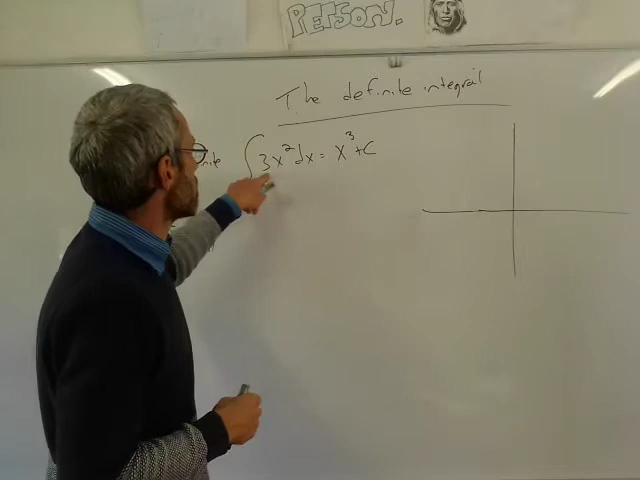 PERSON.
The definite integral
∫3x²dx = x³+c